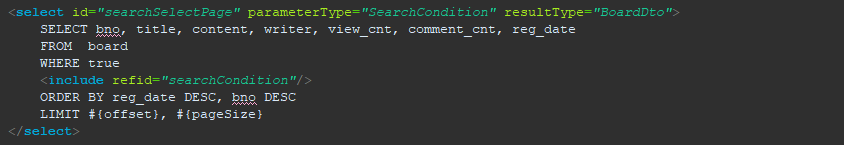 <select id="searchSelectPage" parameterType="SearchCondition" resultType="BoardDto">
SELECT bno, title, content, writer, view_cnt, comment_cnt, reg_date
FROM  board
WHERE true
<include refid="searchCondition"/>
ORDER BY reg_date DESC, bno DESC
LIMIT #{offset}, #{pageSize}
</select>